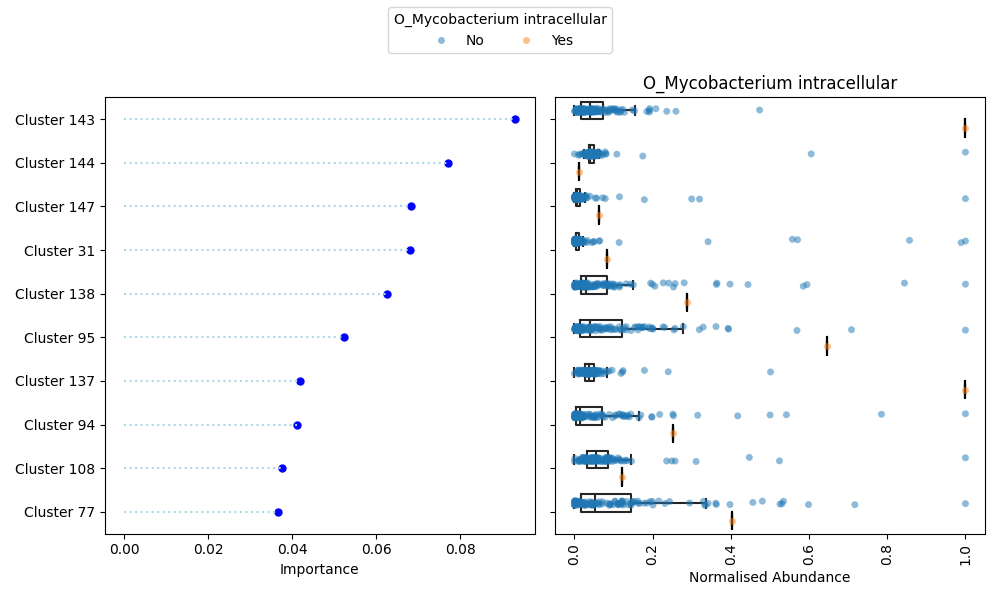 O_Mycobacterium intracellular
No Yes
O_Mycobacterium intracellular
Cluster 143
Cluster 144
Cluster 147
Cluster 31
Cluster 138
Cluster 95
Cluster 137
Cluster 94
Cluster 108
Cluster 77
0.00 0.02 0.04 0.06 0.08
Importance
0.0 0.2 0.4 0.6 0.8 1.0
Normalised Abundance